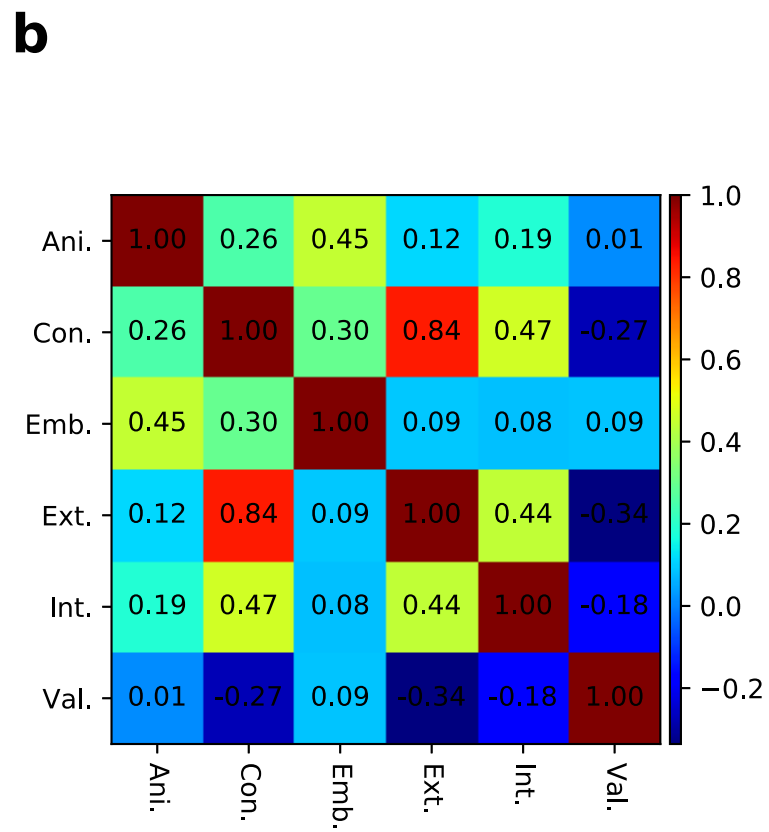 b
Ani. 1.00 0.26 0.45 0.12 0.19 0.01 1.0
0.8
Con. 0.26 1.00 0.30 0.84 0.47 -0.27
0.6
Emb. 0.45 0.30 1.00 0.09 0.08 0.09
0.4
Ext. 0.12 0.84 0.09 1.00 0.44 -0.34
0.2
Int. 0.19 0.47 0.08 0.44 1.00 -0.18
0.0
Val. 0.01 -0.27 0.09 -0.34 -0.18 1.00
−0.2
Ani. Con. Emb. Ext. Int. Val.